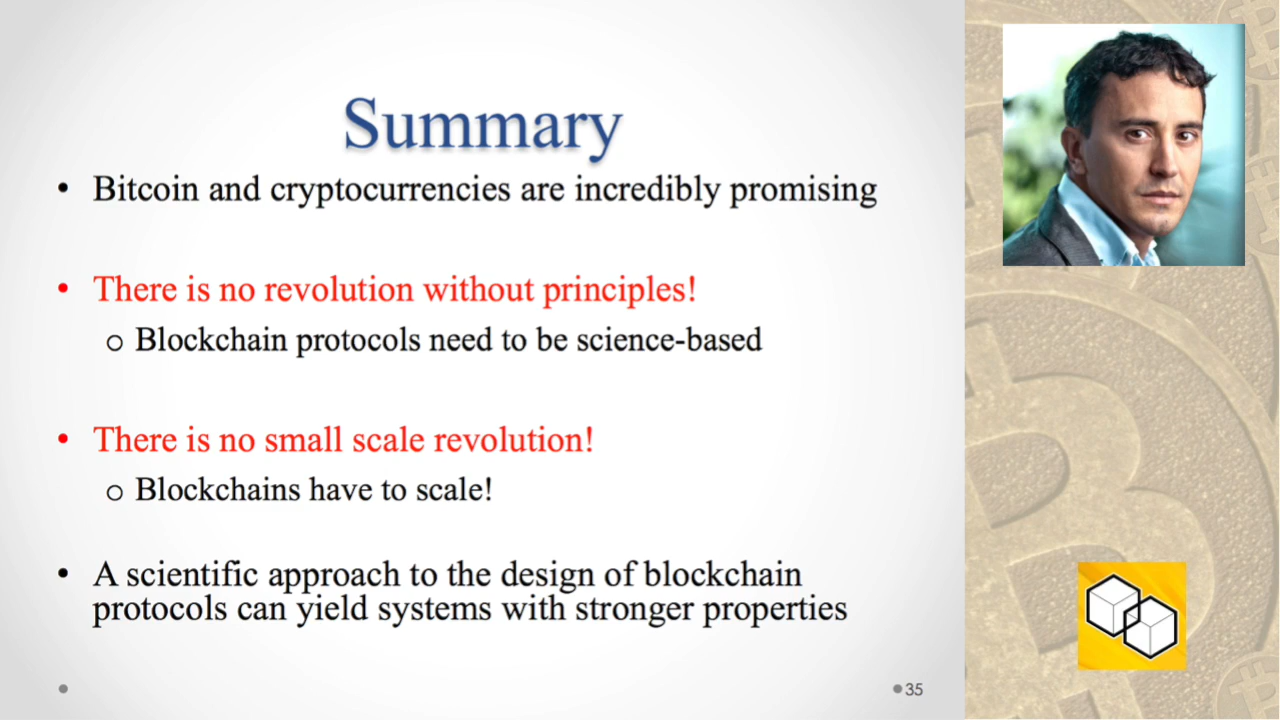 Summary
• Bitcoin and cryptocurrencies are incredibly promising
• There is no revolution without principles!
o Blockchain protocols need to be science-based
• There is no small scale revolution!
o Blockchains have to scale!
• A scientific approach to the design of blockchain
protocols can yield systems with stronger properties
35